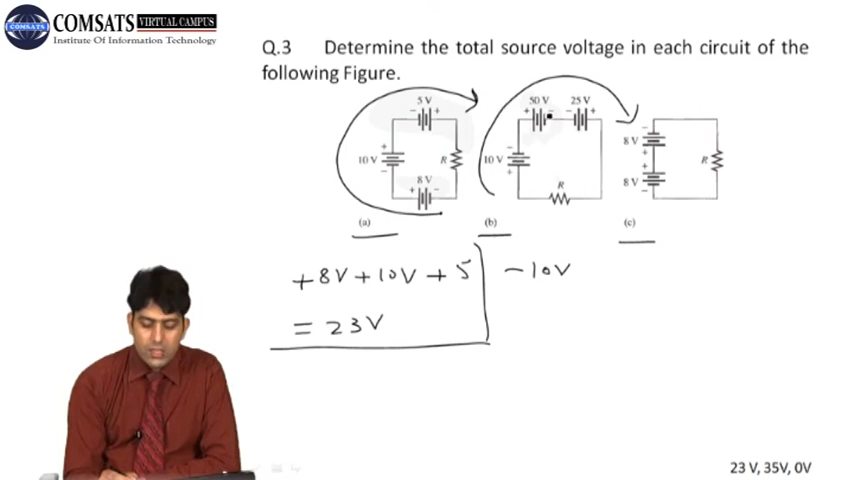 COMSATS VIRTUAL CAMPUS
Institute Of Information Technology
COMSATS
Q.3 Determine the total source voltage in each circuit of the
following Figure.
5 V
- +
10 V
+
-
R
8 V
+ -
(a)
50 V 25 V
+ - - +
10 V
-
+
R
(b)
-
8 V
+
+
8 V
-
R
(c)
+8V+10V+5
= 23V
-10V
23 V, 35V, 0V